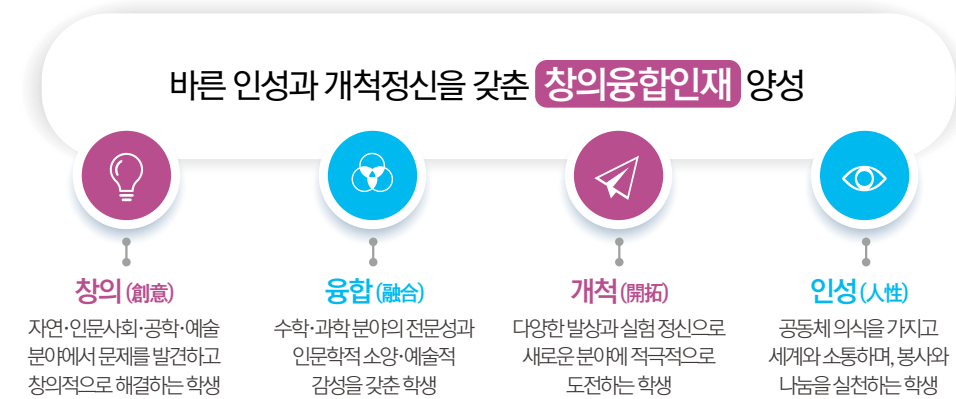 바른 인성과 개척정신을 갖춘 창의융합인재 양성
창의(創意)
자연·인문사회·공학·예술
분야에서 문제를 발견하고
창의적으로 해결하는 학생
융합(融合)
수학·과학 분야의 전문성과
인문학적 소양·예술적
감성을 갖춘 학생
개척(開拓)
다양한 발상과 실험 정신으로
새로운 분야에 적극적으로
도전하는 학생
인성(人性)
공동체 의식을 가지고
세계와 소통하며, 봉사와
나눔을 실천하는 학생